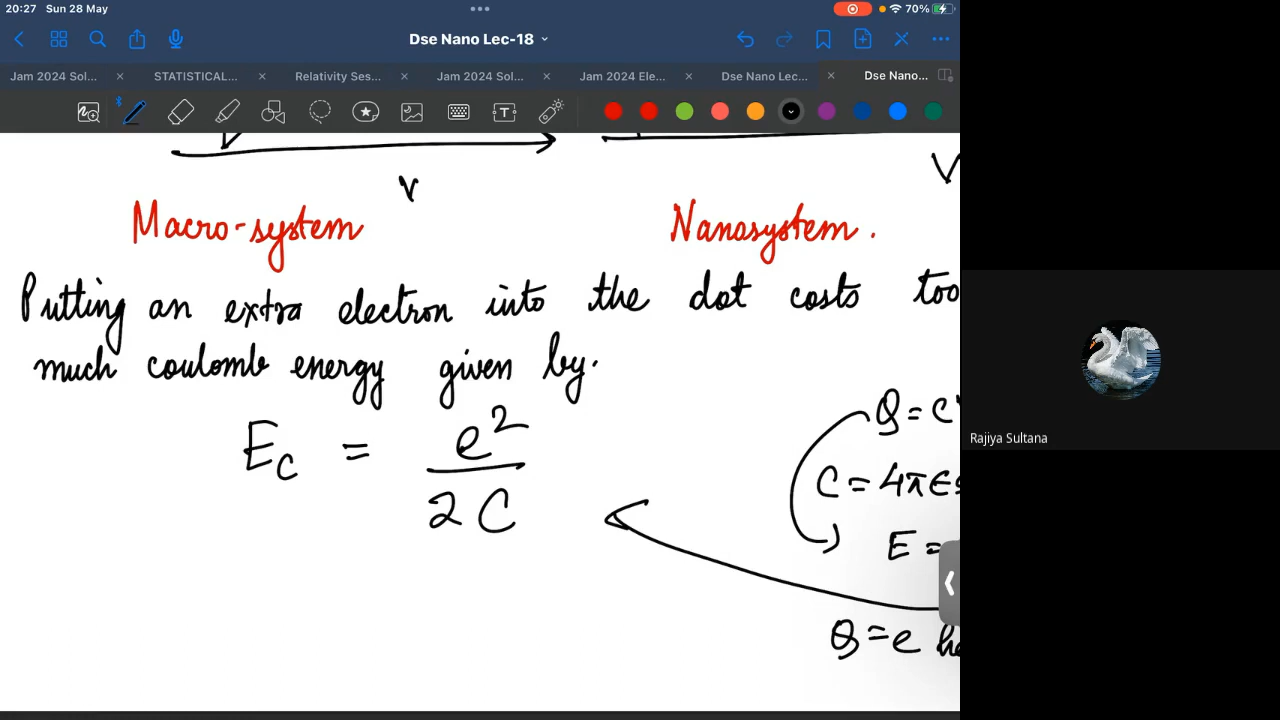 20:27 Sun 28 May
70%
Dse Nano Lec-18
Jam 2024 Sol... STATISTICAL... Relativity Ses... Jam 2024 Sol... Jam 2024 Ele... Dse Nano Lec... Dse Nano...
V
V
Macro-system Nanosystem.
Putting an extra electron into the dot costs too
much coulomb energy given by.
E_C = e²/2C
Q = C
C = 4πε
E =
Q = e
Rajiya Sultana